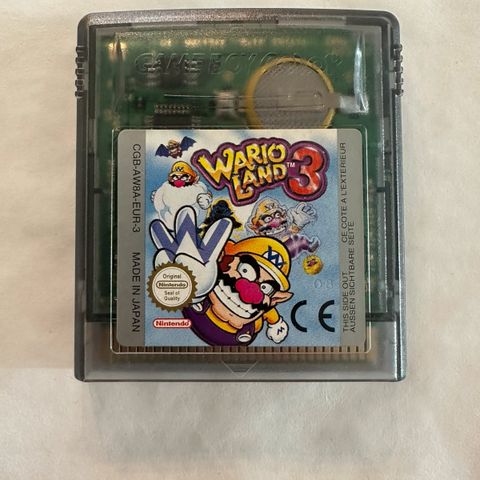 GAME BOY COLOR
WARIO
LAND™ 3
CGB-AW8A-EUR-3
MADE IN JAPAN
THIS SIDE OUT CE COTE A L'EXTERIEUR
AUSSEN SICHTBARE SEITE
W
W
Original
Nintendo
Seal of
Quality
Nintendo
CE